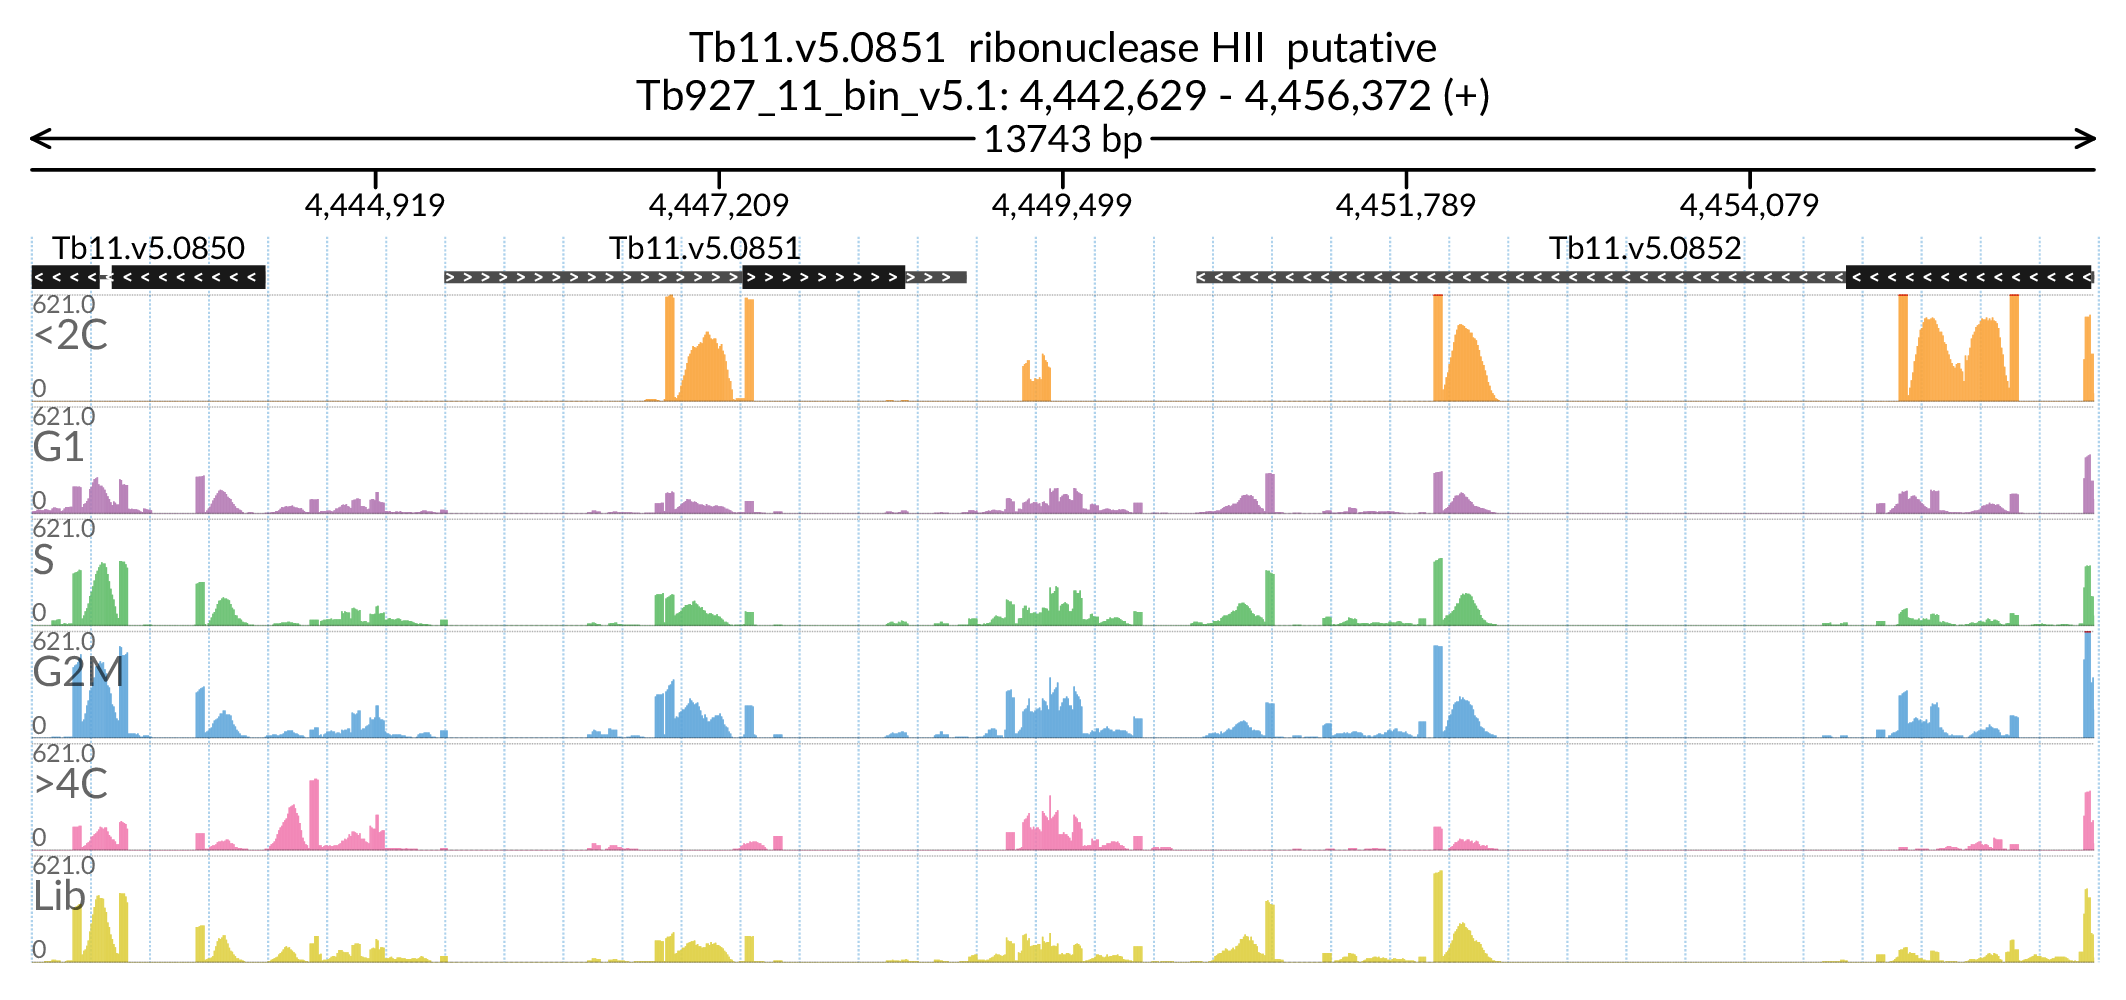 Tb11.v5.0851 ribonuclease HII putative
Tb927_11_bin_v5.1: 4,442,629 - 4,456,372 (+)
13743 bp
4,444,919 4,447,209 4,449,499 4,451,789 4,454,079
Tb11.v5.0850 Tb11.v5.0851 Tb11.v5.0852
621.0
<2C
0
621.0
G1
0
621.0
S
0
621.0
G2M
0
621.0
>4C
0
621.0
Lib
0